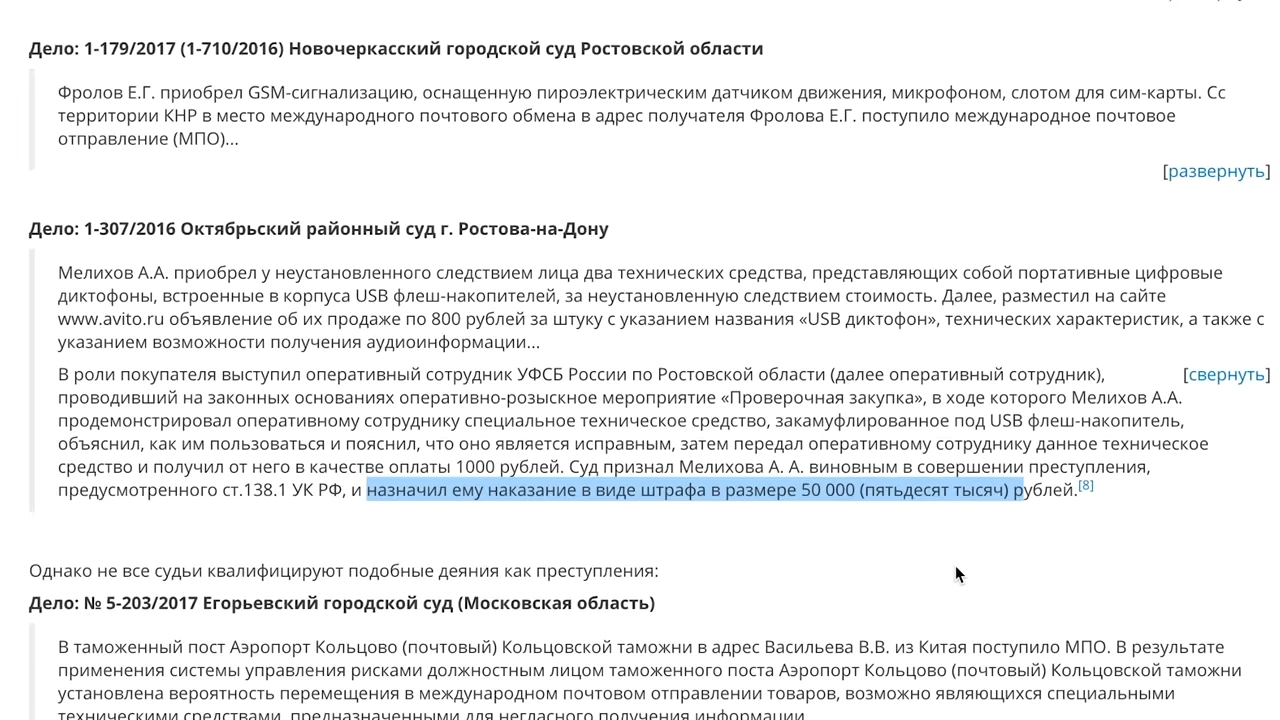 Дело: 1-179/2017 (1-710/2016) Новочеркасский городской суд Ростовской области
Фролов Е.Г. приобрел GSM-сигнализацию, оснащенную пироэлектрическим датчиком движения, микрофоном, слотом для сим-карты. Сс
территории КНР в место международного почтового обмена в адрес получателя Фролова Е.Г. поступило международное почтовое
отправление (МПО)...
[развернуть]
Дело: 1-307/2016 Октябрьский районный суд г. Ростова-на-Дону
Мелихов А.А. приобрел у неустановленного следствием лица два технических средства, представляющих собой портативные цифровые
диктофоны, встроенные в корпуса USB флеш-накопителей, за неустановленную следствием стоимость. Далее, разместил на сайте
www.avito.ru объявление об их продаже по 800 рублей за штуку с указанием названия «USB диктофон», технических характеристик, а также с
указанием возможности получения аудиоинформации...
В роли покупателя выступил оперативный сотрудник УФСБ России по Ростовской области (далее оперативный сотрудник), [свернуть]
проводивший на законных основаниях оперативно-розыскное мероприятие «Проверочная закупка», в ходе которого Мелихов А.А.
продемонстрировал оперативному сотруднику специальное техническое средство, закамуфлированное под USB флеш-накопитель,
объяснил, как им пользоваться и пояснил, что оно является исправным, затем передал оперативному сотруднику данное техническое
средство и получил от него в качестве оплаты 1000 рублей. Суд признал Мелихова А. А. виновным в совершении преступления,
предусмотренного ст.138.1 УК РФ, и назначил ему наказание в виде штрафа в размере 50 000 (пятьдесят тысяч) рублей.[8]
Однако не все судьи квалифицируют подобные деяния как преступления:
Дело: № 5-203/2017 Егорьевский городской суд (Московская область)
В таможенный пост Аэропорт Кольцово (почтовый) Кольцовской таможни в адрес Васильева В.В. из Китая поступило МПО. В результате
применения системы управления рисками должностным лицом таможенного поста Аэропорт Кольцово (почтовый) Кольцовской таможни
установлена вероятность перемещения в международном почтовом отправлении товаров, возможно являющихся специальными
техническими средствами, предназначенными для негласного получения информации